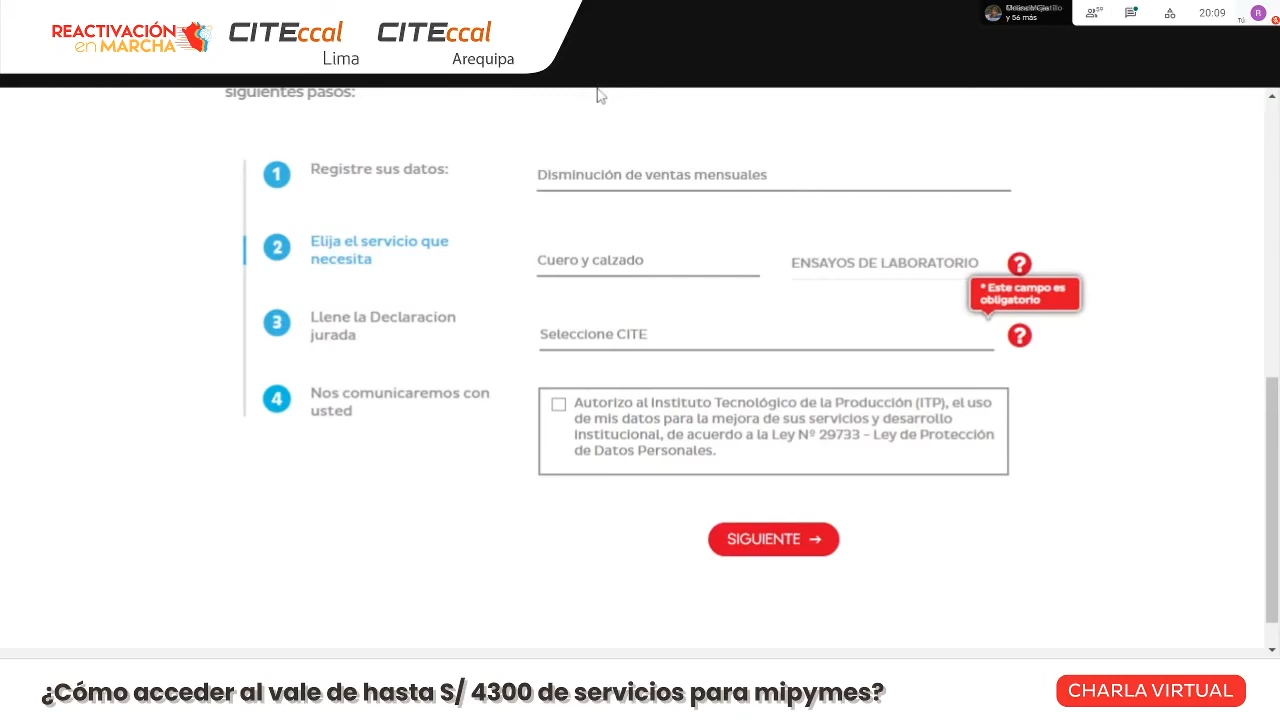 REACTIVACIÓN
en MARCHA
CITEccal
Lima
CITEccal
Arequipa
y 56 más
20:09
Tú
R
siguientes pasos:
1
Registre sus datos:
Disminución de ventas mensuales
2
Elija el servicio que
necesita
Cuero y calzado
ENSAYOS DE LABORATORIO
?
* Este campo es
obligatorio
3
Llene la Declaracion
jurada
Seleccione CITE
?
4
Nos comunicaremos con
usted
Autorizo al Instituto Tecnológico de la Producción (ITP), el uso
de mis datos para la mejora de sus servicios y desarrollo
institucional, de acuerdo a la Ley Nº 29733 - Ley de Protección
de Datos Personales.
SIGUIENTE →
¿Cómo acceder al vale de hasta S/ 4300 de servicios para mipymes?
CHARLA VIRTUAL